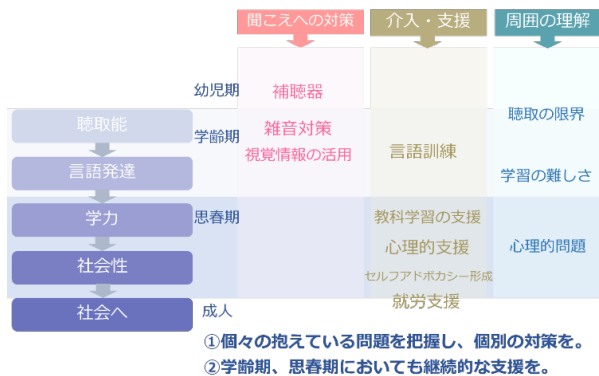 聞こえへの対策
介入・支援
周囲の理解
幼児期
補聴器
聴取の限界
聴取能
学齢期
雑音対策
視覚情報の活用
言語訓練
言語発達
学習の難しさ
学力
思春期
教科学習の支援
心理的支援
心理的問題
社会性
セルフアドボカシー形成
就労支援
社会へ
成人
①個々の抱えている問題を把握し、個別の対策を。
②学齢期、思春期においても継続的な支援を。